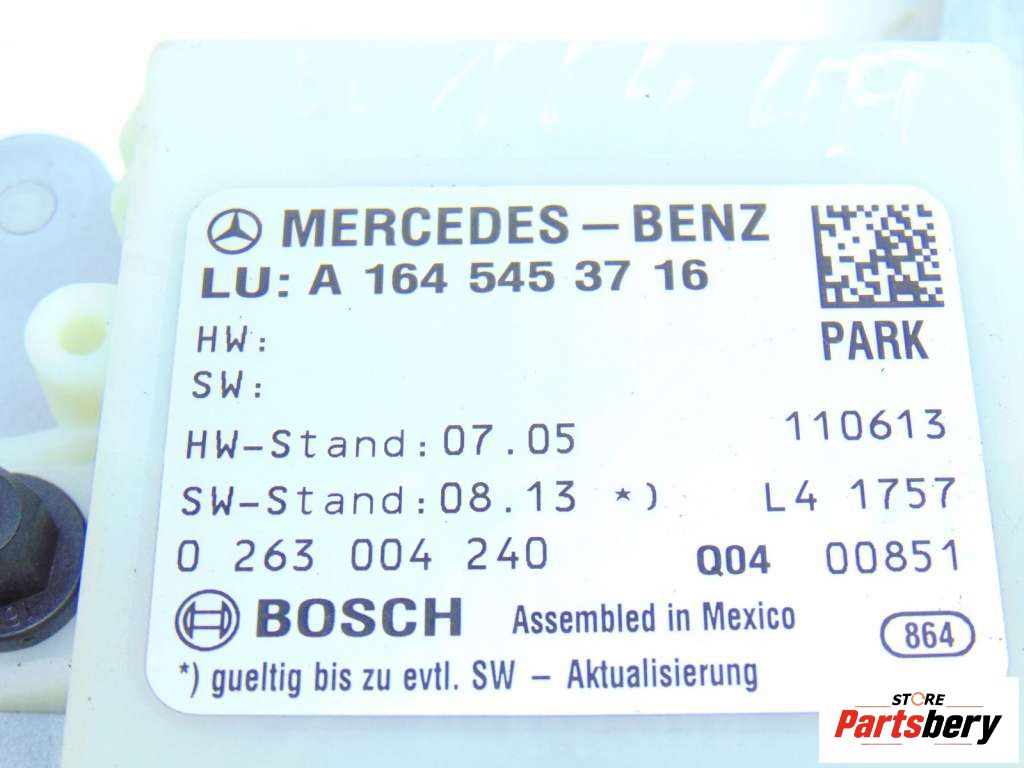 MERCEDES – BENZ
LU: A 164 545 37 16
PARK
HW:
SW:
HW-Stand: 07.05 110613
SW-Stand: 08.13 *) L4 1757
0 263 004 240 Q04 00851
BOSCH Assembled in Mexico 864
*) gueltig bis zu evtl. SW – Aktualisierung
STORE
Partsbery